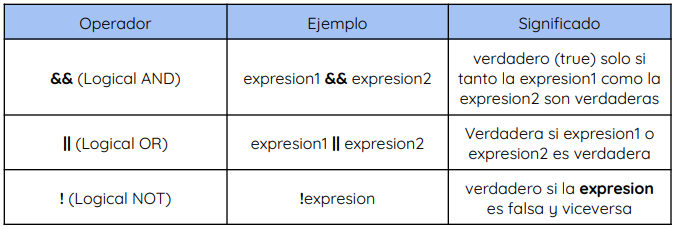 Operador Ejemplo Significado
verdadero (true) solo si
&& (Logical AND) expresion1 && expresion2 tanto la expresion1 como la
expresion2 son verdaderas
|| (Logical OR) expresion1 || expresion2 Verdadera si expresion1 o
expresion2 es verdadera
! (Logical NOT) !expresion verdadero si la expresion
es falsa y viceversa